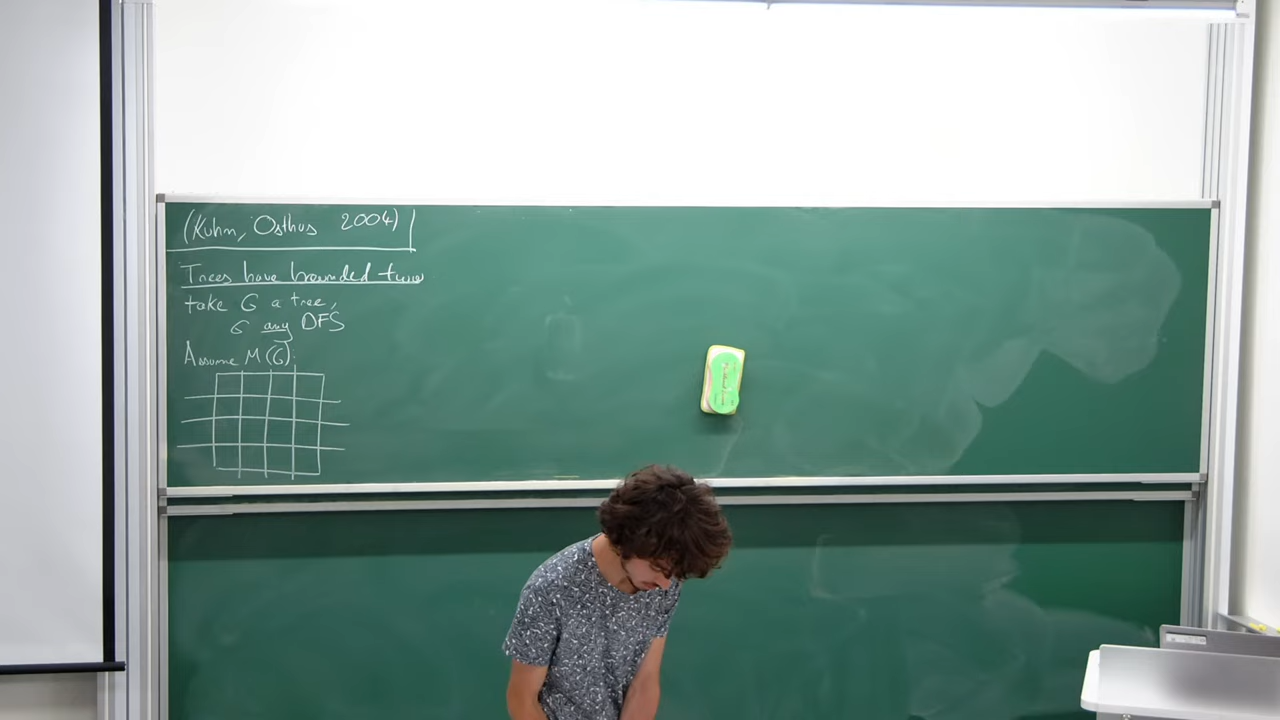 (Kuhn, Osthus 2004)
Trees have bounded tww
take G a tree,
σ any DFS
Assume M(G):